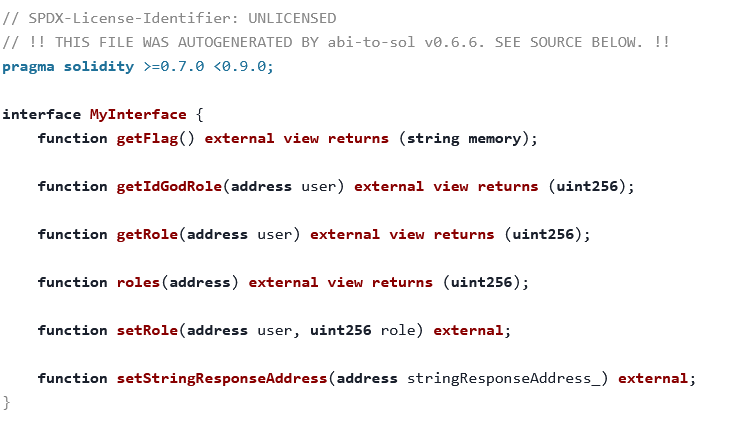 // SPDX-License-Identifier: UNLICENSED
// !! THIS FILE WAS AUTOGENERATED BY abi-to-sol v0.6.6. SEE SOURCE BELOW. !!
pragma solidity >=0.7.0 <0.9.0;
interface MyInterface {
function getFlag() external view returns (string memory);
function getIdGodRole(address user) external view returns (uint256);
function getRole(address user) external view returns (uint256);
function roles(address) external view returns (uint256);
function setRole(address user, uint256 role) external;
function setStringResponseAddress(address stringResponseAddress_) external;
}